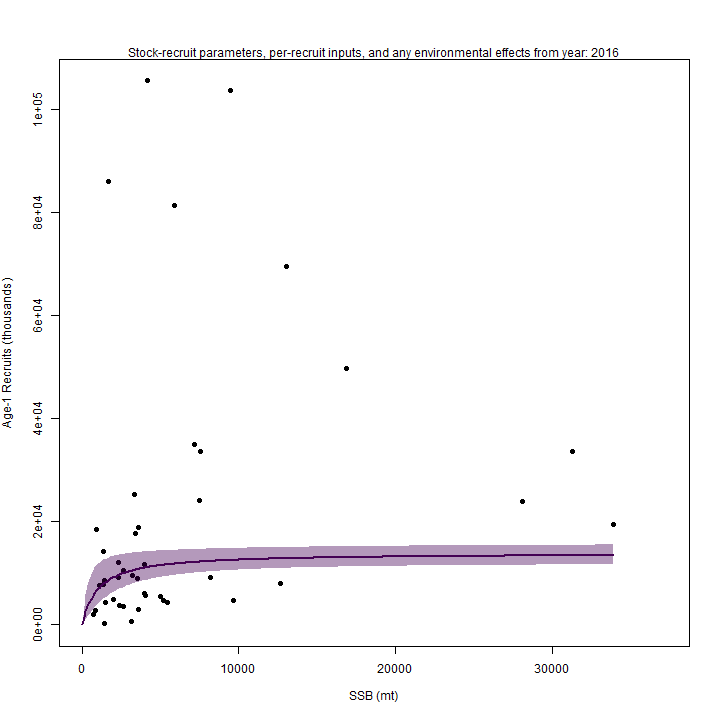 Stock-recruit parameters, per-recruit inputs, and any environmental effects from year: 2016
1e+05
8e+04
6e+04
4e+04
2e+04
0e+00
Age-1 Recruits (thousands)
0
10000
20000
30000
SSB (mt)